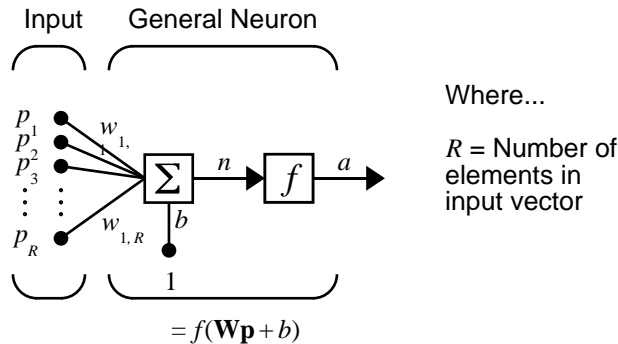 Input General Neuron
p1
p2
p3
pR
w1,1
w1, R
Σ
n
f
a
b
1
= f(Wp + b)
Where...
R = Number of
elements in
input vector